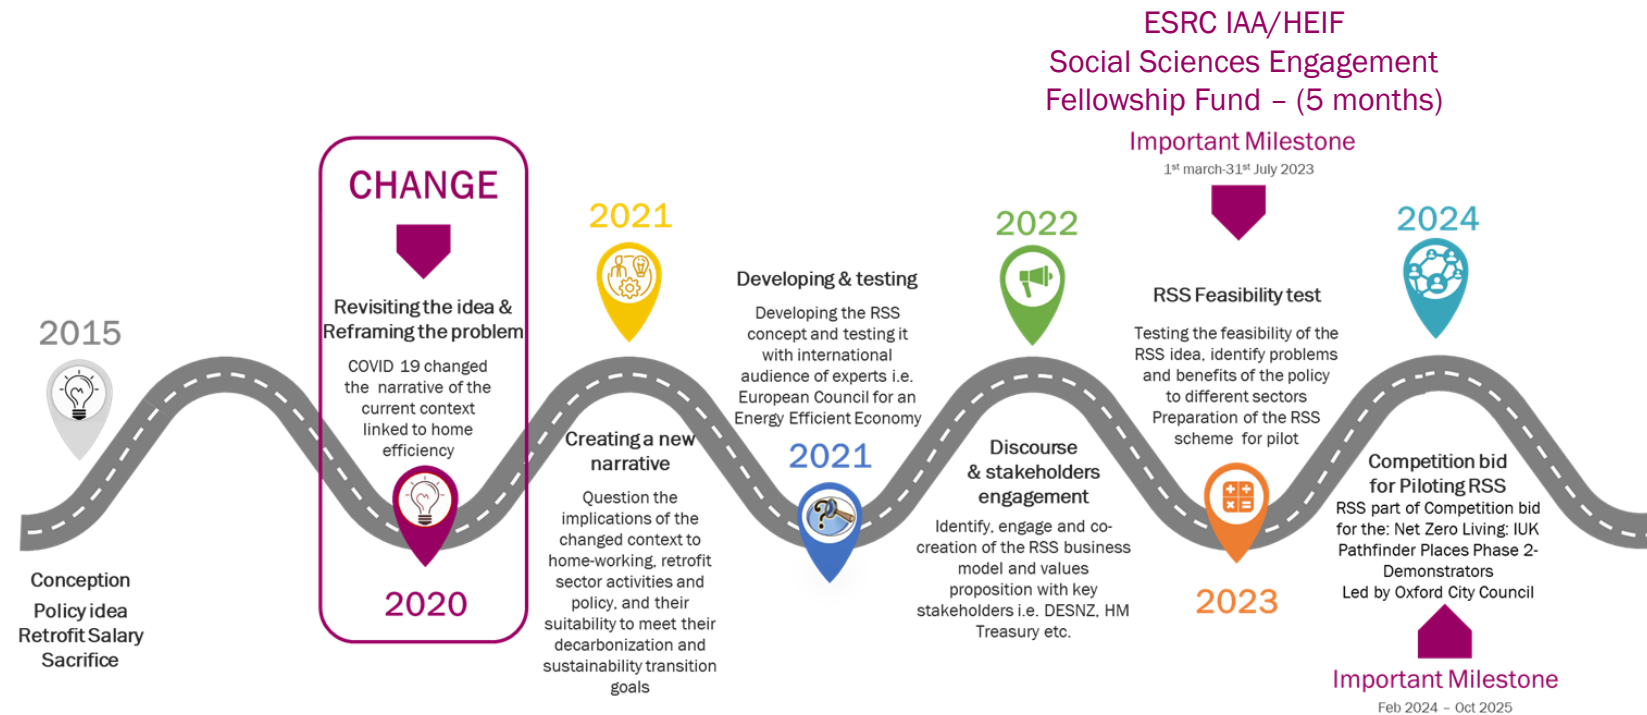 ESRC IAA/HEIF
Social Sciences Engagement
Fellowship Fund – (5 months)
Important Milestone
1st march-31st July 2023
2015
Conception
Policy idea
Retrofit Salary
Sacrifice
CHANGE
Revisiting the idea &
Reframing the problem
COVID 19 changed
the narrative of the
current context
linked to home
efficiency
2020
2021
Creating a new
narrative
Question the
implications of the
changed context to
home-working, retrofit
sector activities and
policy, and their
suitability to meet their
decarbonization and
sustainability transition
goals
Developing & testing
Developing the RSS
concept and testing it
with international
audience of experts i.e.
European Council for an
Energy Efficient Economy
2021
?
2022
Discourse
& stakeholders
engagement
Identify, engage and co-
creation of the RSS business
model and values
proposition with key
stakeholders i.e. DESNZ, HM
Treasury etc.
RSS Feasibility test
Testing the feasibility of the
RSS idea, identify problems
and benefits of the policy
to different sectors
Preparation of the RSS
scheme for pilot
2023
2024
Competition bid
for Piloting RSS
RSS part of Competition bid
for the: Net Zero Living: IUK
Pathfinder Places Phase 2-
Demonstrators
Led by Oxford City Council
Important Milestone
Feb 2024 – Oct 2025